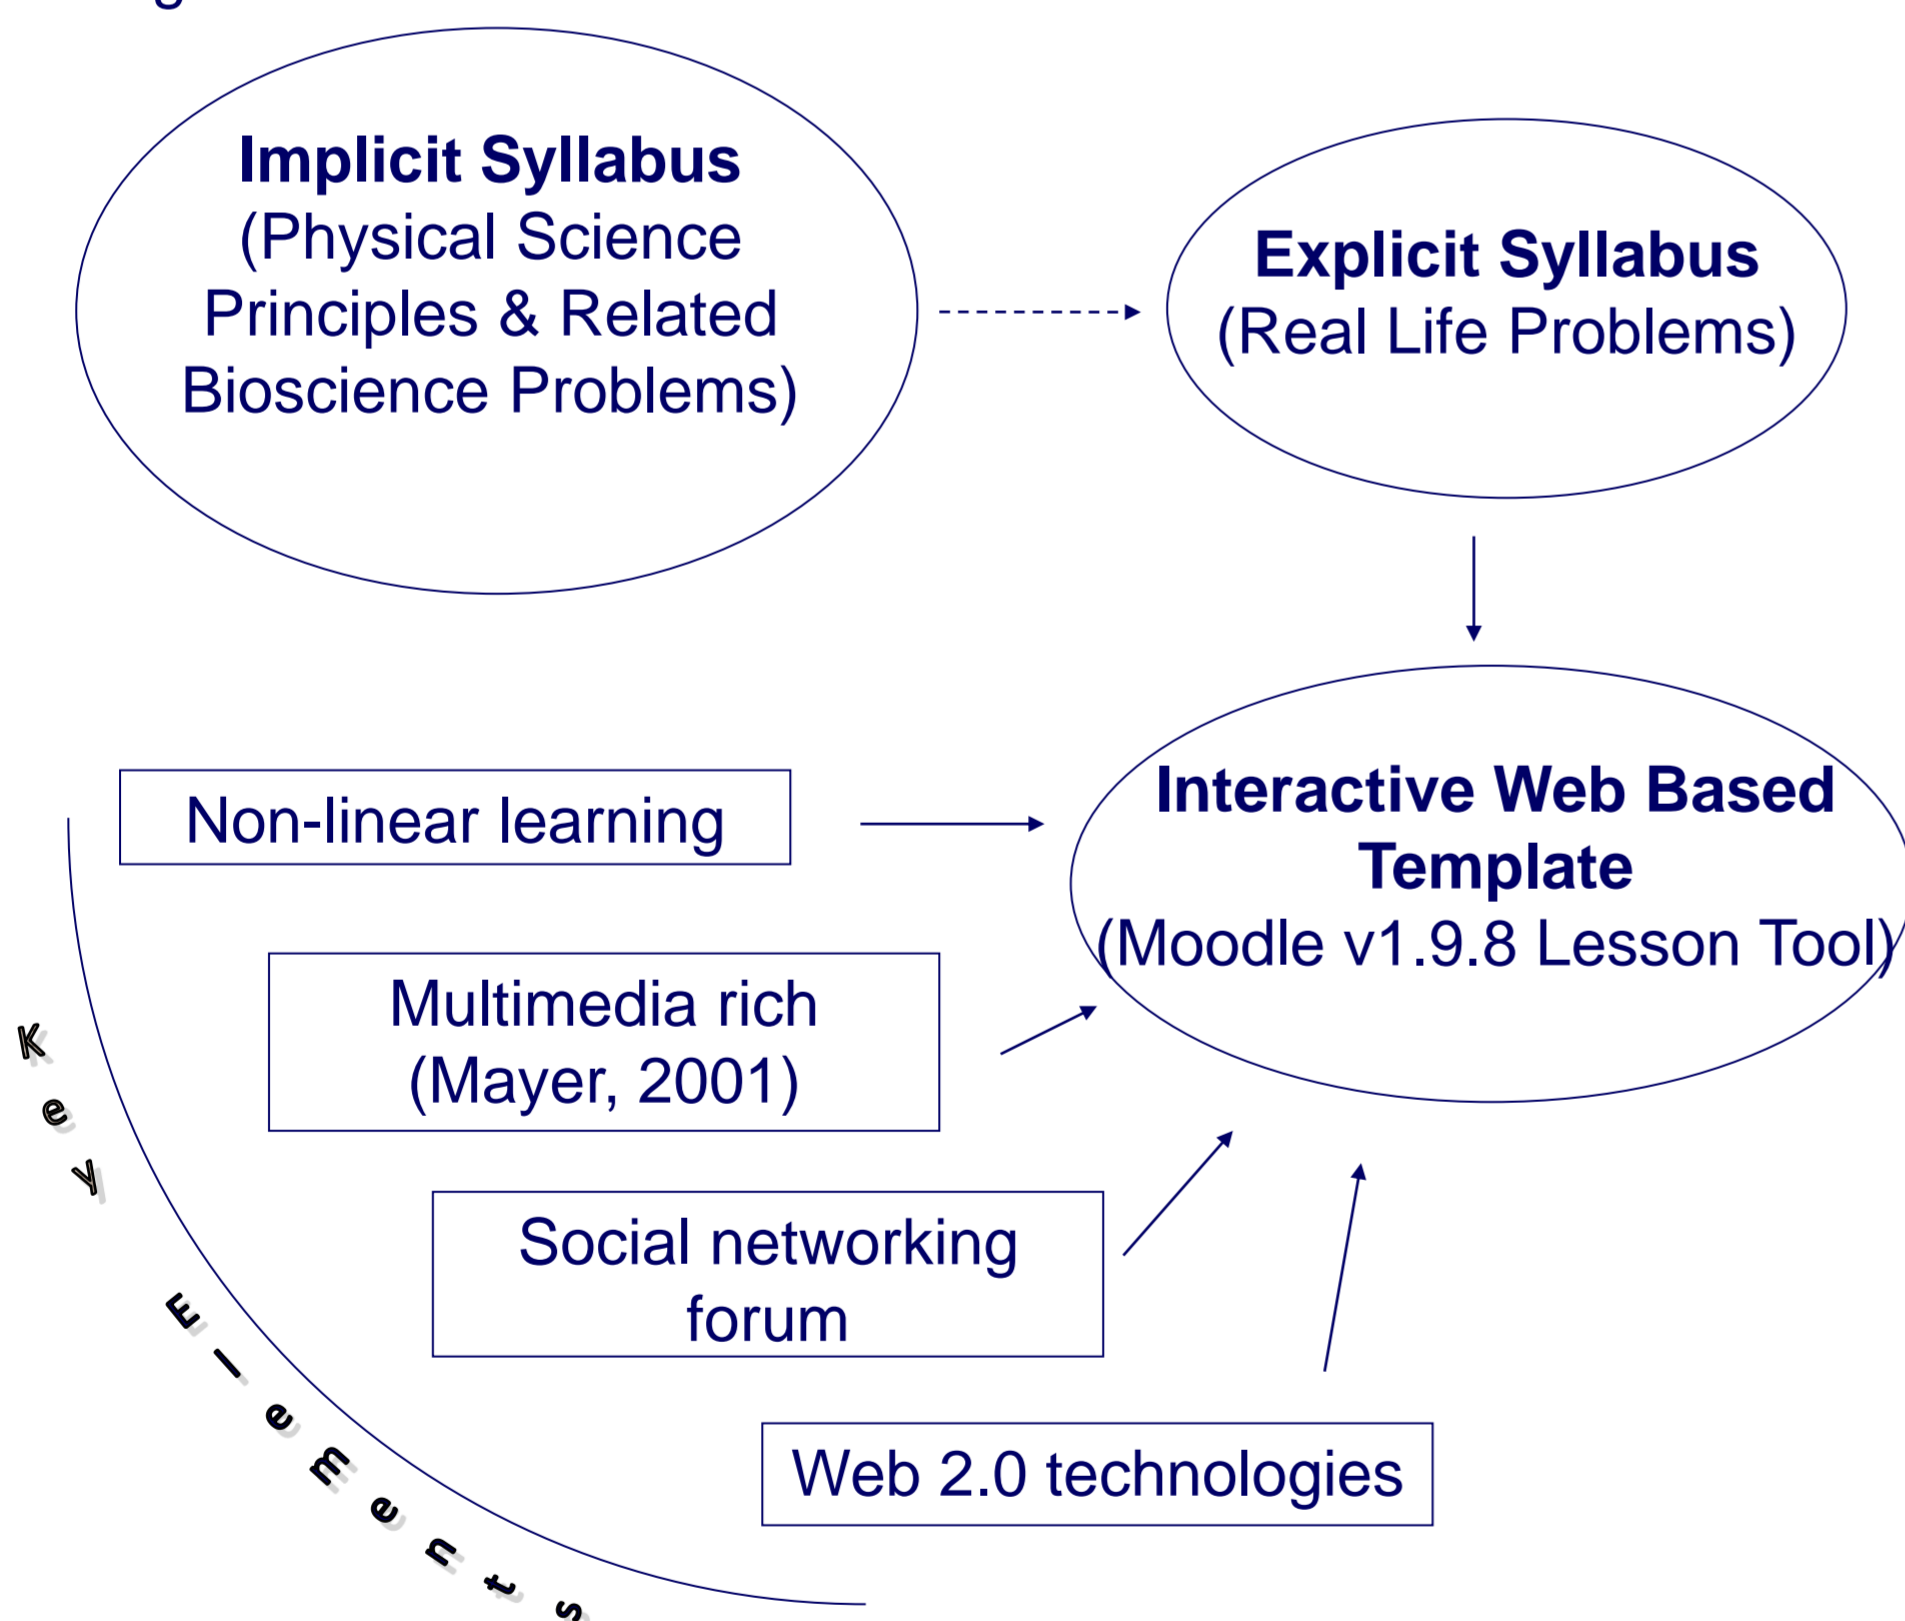 Implicit Syllabus
(Physical Science
Principles & Related
Bioscience Problems)
Explicit Syllabus
(Real Life Problems)
Interactive Web Based
Template
(Moodle v1.9.8 Lesson Tool)
Non-linear learning
Multimedia rich
(Mayer, 2001)
Social networking
forum
Web 2.0 technologies
Key Elements